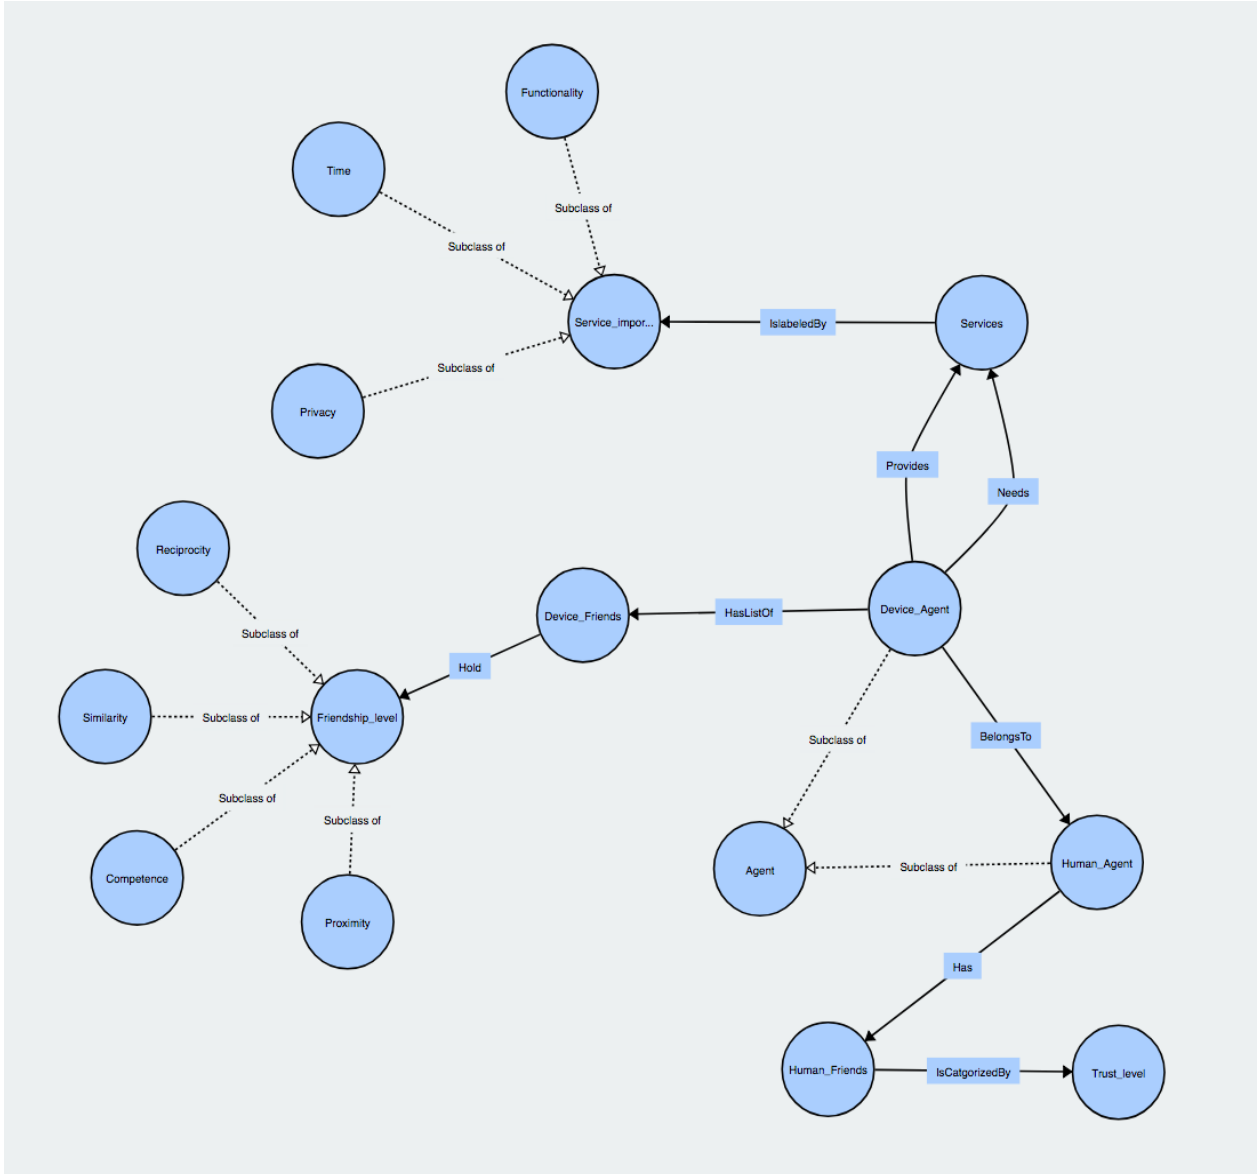 Functionality
Time
Subclass of
Subclass of
Service_impor...
IslabeledBy
Services
Subclass of
Privacy
Provides
Needs
Reciprocity
Device_Friends
HasListOf
Device_Agent
Subclass of
Hold
Similarity
Subclass of
Friendship_level
Subclass of
BelongsTo
Subclass of
Subclass of
Competence
Proximity
Agent
Subclass of
Human_Agent
Has
Human_Friends
IsCatgorizedBy
Trust_level